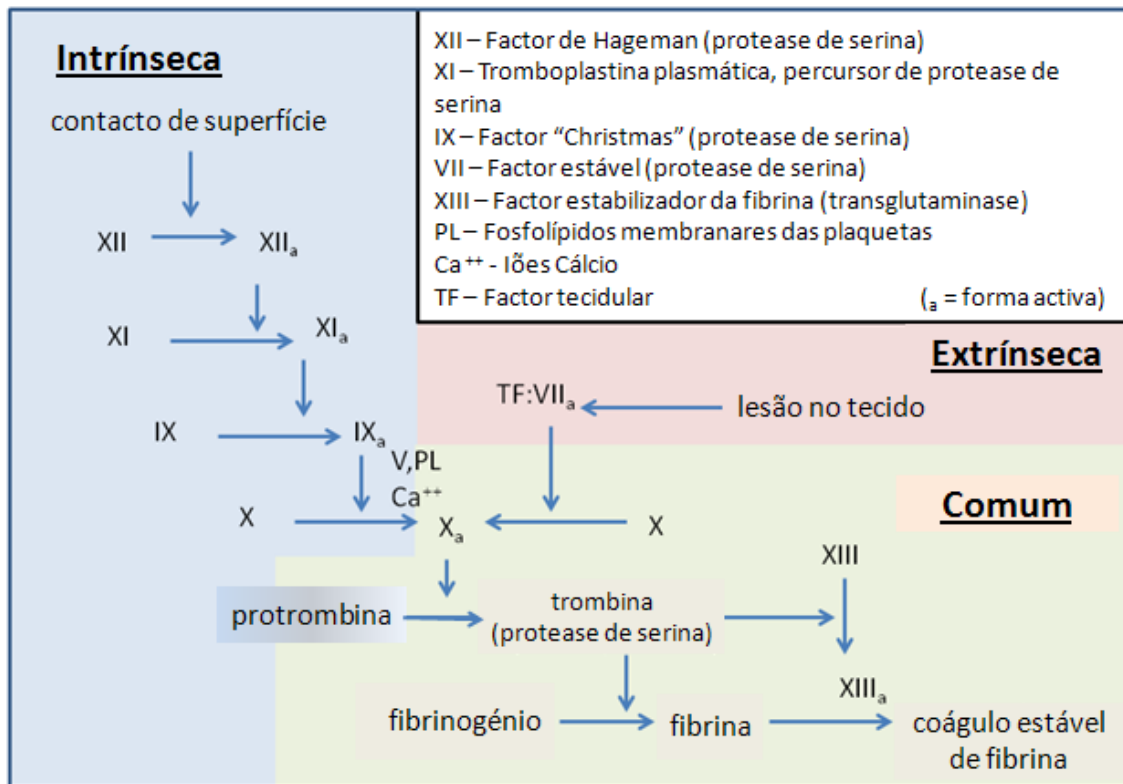 Intrínseca
contacto de superfície
XII
XIIₐ
XI
XIₐ
IX
IXₐ
V,PL
Ca⁺⁺
X
Xₐ
XII – Factor de Hageman (protease de serina)
XI – Tromboplastina plasmática, percursor de protease de
serina
IX – Factor “Christmas” (protease de serina)
VII – Factor estável (protease de serina)
XIII – Factor estabilizador da fibrina (transglutaminase)
PL – Fosfolípidos membranares das plaquetas
Ca⁺⁺ - Iões Cálcio
TF – Factor tecidular (ₐ = forma activa)
Extrínseca
TF:VIIₐ
lesão no tecido
Comum
X
XIII
protrombina
trombina
(protease de serina)
XIIIₐ
fibrinogénio
fibrina
coágulo estável
de fibrina